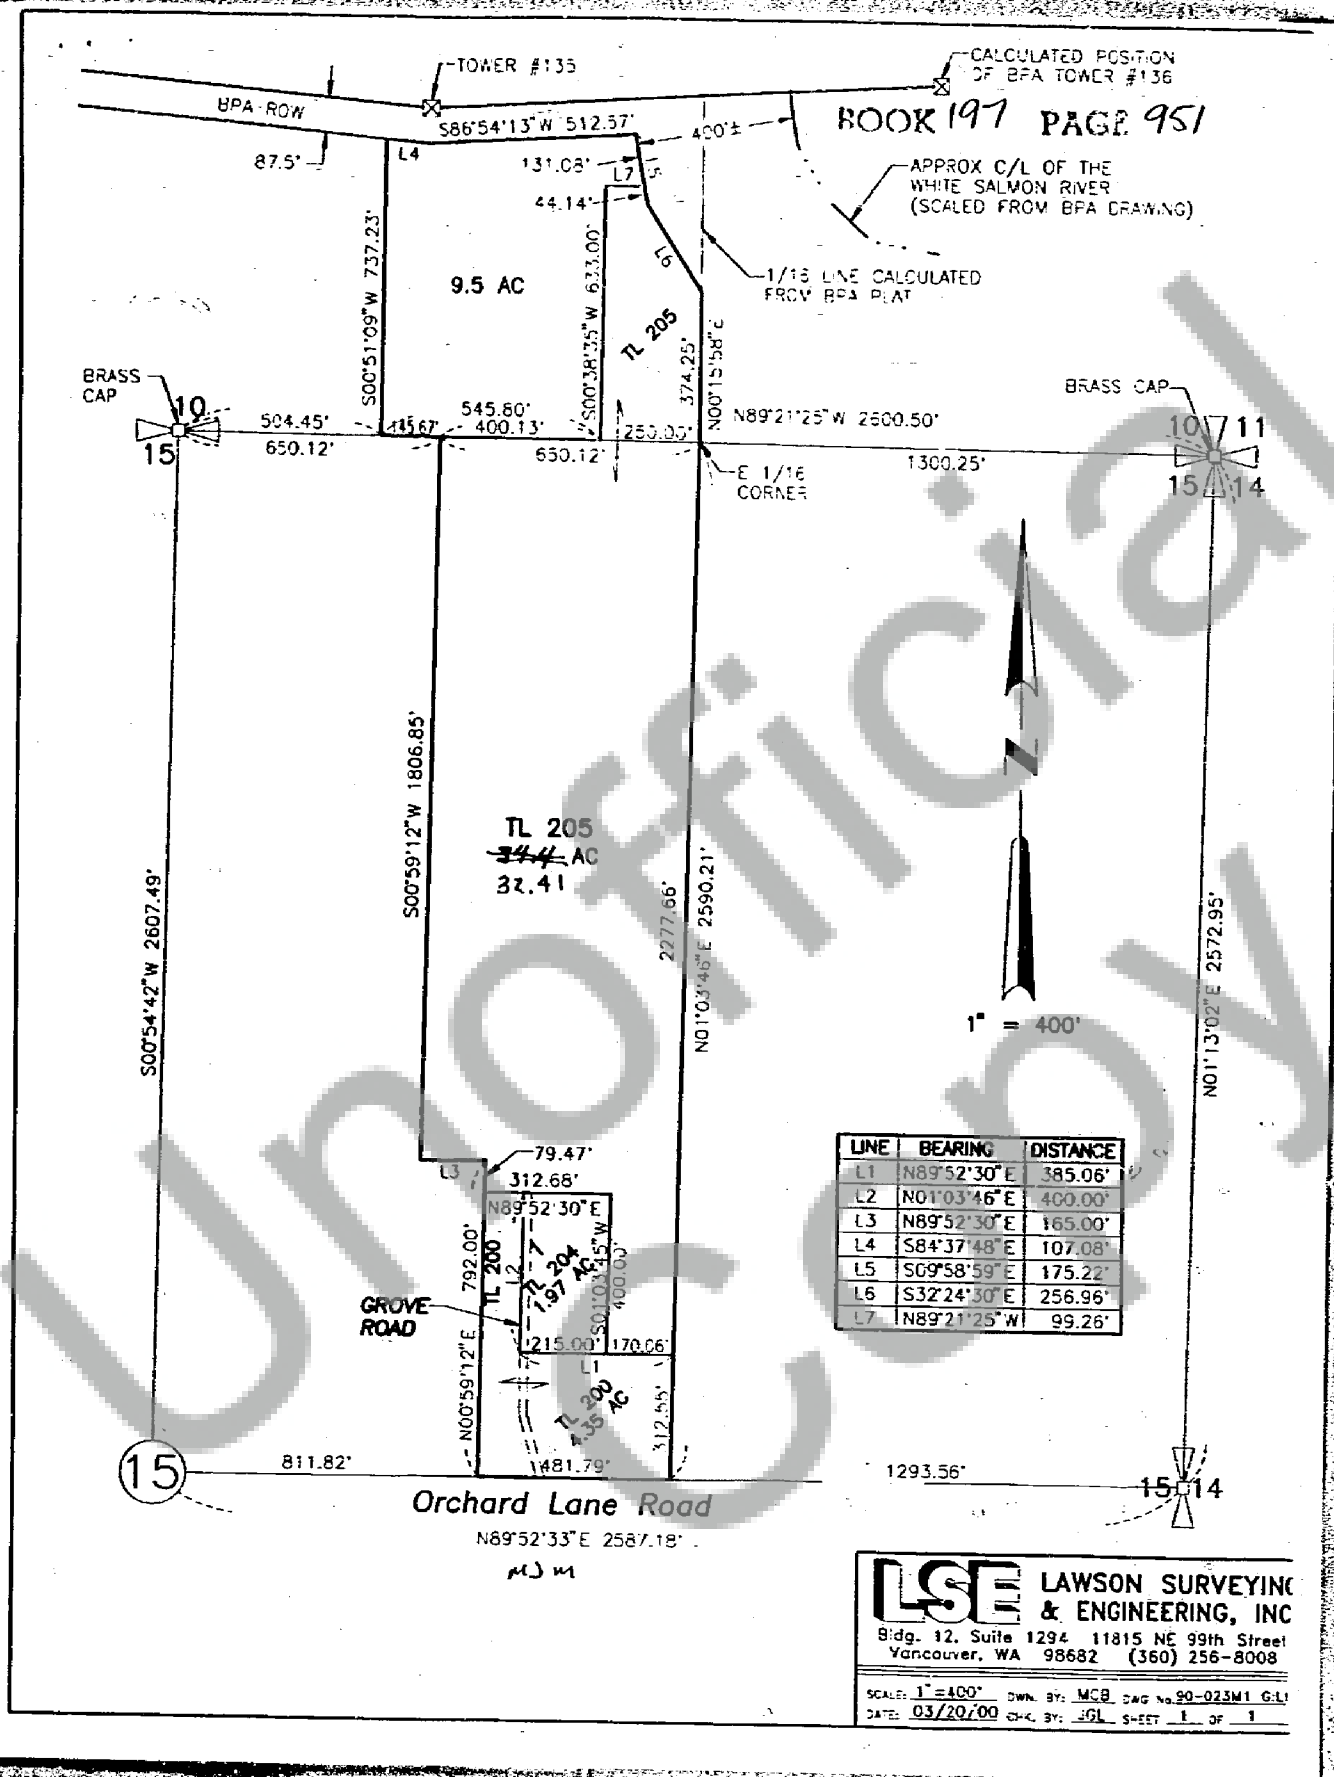 TOWER #135
CALCULATED POSITION
OF BPA TOWER #136
BPA ROW
S86°54'13"W 512.57'
400'±
BOOK 197 PAGE 951
87.5'
L4
131.08'
L5
L7
44.14'
APPROX C/L OF THE
WHITE SALMON RIVER
(SCALED FROM BPA DRAWING)
S00°51'09"W 737.23'
9.5 AC
S00°38'35"W 633.00'
L6
1/16 LINE CALCULATED
FROM BPA PLAT
TL 205
374.25'
N00°15'58"E
BRASS
CAP
10
15
504.45'
145.67'
545.80'
400.13'
250.00'
N89°21'25"W 2600.50'
BRASS CAP
10 11
15 14
650.12'
650.12'
1300.25'
E 1/16
CORNER
S00°59'12"W 1806.85'
TL 205
34.4 AC
32.41
S00°54'42"W 2607.49'
2277.66'
N01°03'46"E 2590.21'
N01°13'02"E 2572.95'
1" = 400'
LINE BEARING DISTANCE
L1 N89°52'30"E 385.06'
L2 N01°03'46"E 400.00'
L3 N89°52'30"E 165.00'
L4 S84°37'48"E 107.08'
L5 S09°58'59"E 175.22'
L6 S32°24'30"E 256.96'
L7 N89°21'25"W 99.26'
L3
79.47'
312.68'
N89°52'30"E
N00°59'12"E 792.00'
TL 200
L2
TL 204
1.97 AC
400.00'
GROVE
ROAD
215.00'
170.06'
L1
TL 200
4.35 AC
312.55'
15
811.82'
481.79'
1293.56'
15 14
Orchard Lane Road
N89°52'33"E 2587.18'
MJM
LSE LAWSON SURVEYING
& ENGINEERING, INC
Bldg. 12, Suite 1294 11815 NE 99th Street
Vancouver, WA 98682 (360) 256-8008
SCALE: 1"=400' DWN. BY: MCB DWG No. 90-023M1
DATE: 03/20/00 CHK. BY: JGL SHEET 1 OF 1
Unofficial
Copy